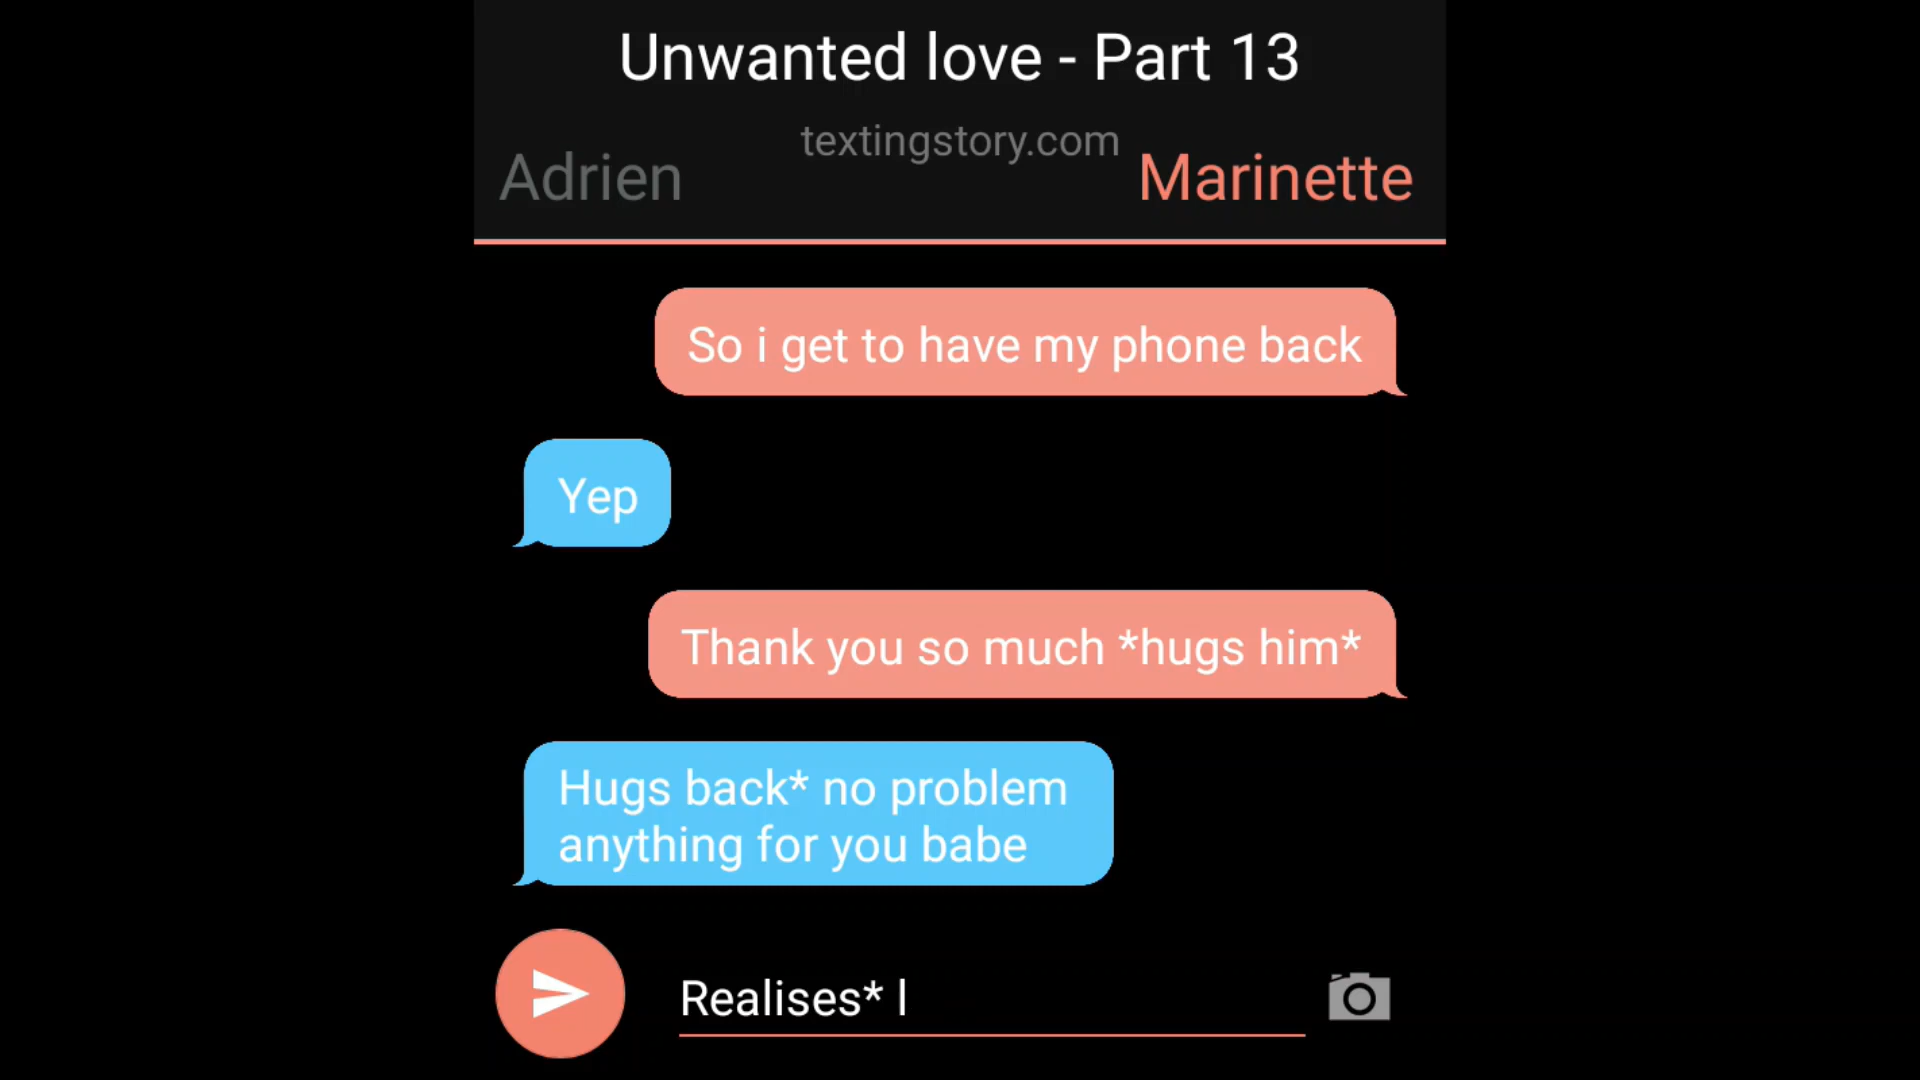 Unwanted love - Part 13
textingstory.com
Adrien
Marinette
So i get to have my phone back
Yep
Thank you so much *hugs him*
Hugs back* no problem
anything for you babe
Realises* l